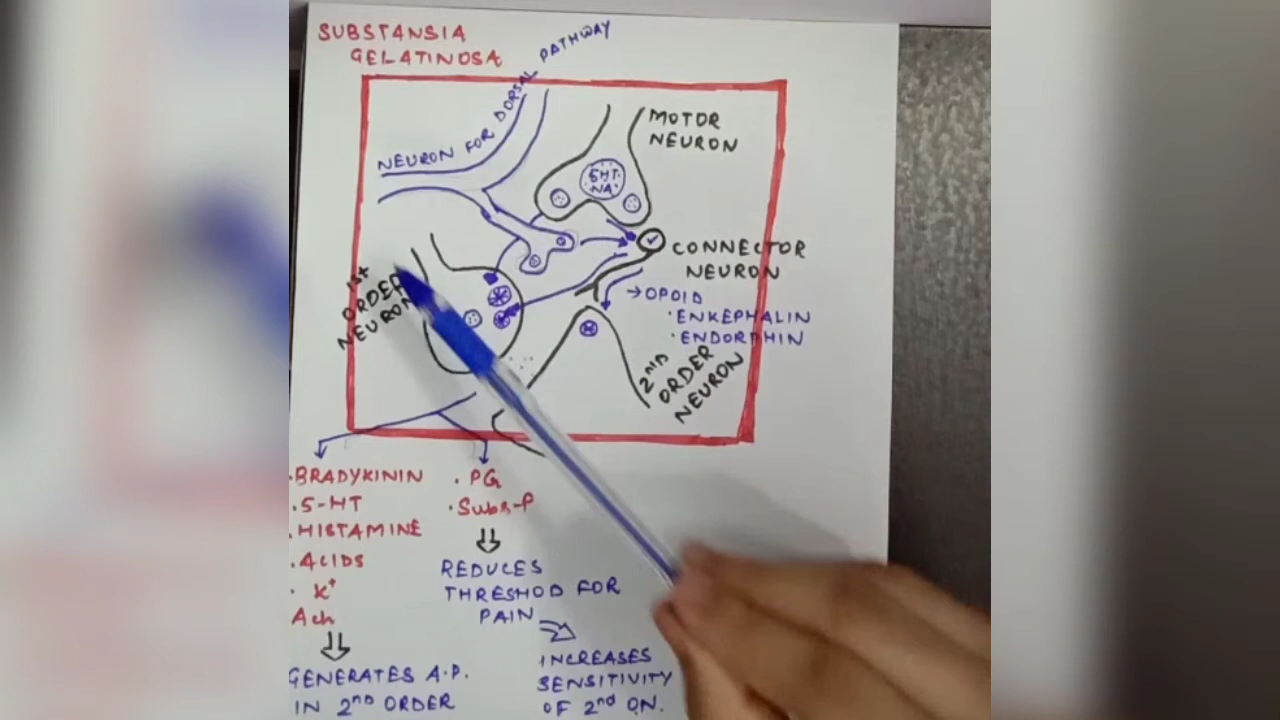 SUBSTANSIA
GELATINOSA
NEURON FOR DORSAL PATHWAY
MOTOR
NEURON
5HT
NA
CONNECTOR
NEURON
→OPOID
·ENKEPHALIN
·ENDORPHIN
1st
ORDER
NEURON
2ND
ORDER
NEURON
·BRADYKININ
·5-HT
·HISTAMINE
·ACIDS
·K+
Ach
GENERATES A.P.
IN 2nd ORDER
·PG
·Subs-P
REDUCES
THRESHOD FOR
PAIN
INCREASES
SENSITIVITY
OF 2nd O.N.